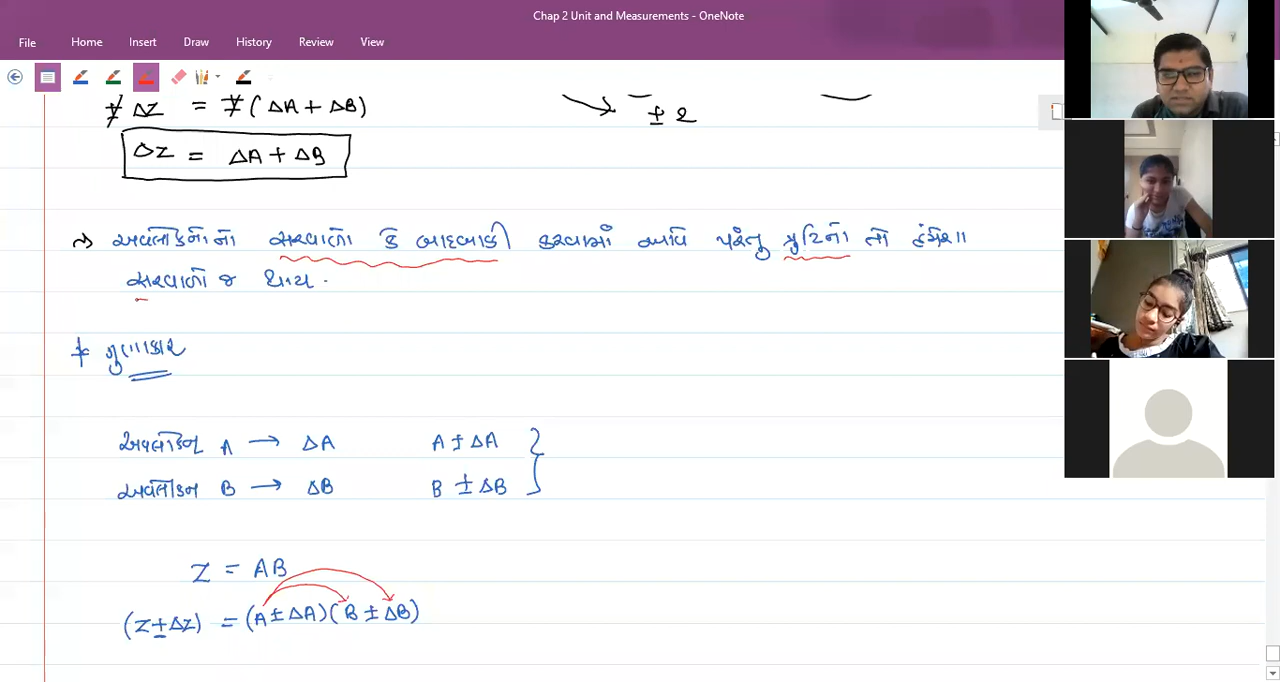 Chap 2 Unit and Measurements - OneNote
File Home Insert Draw History Review View
∓ ΔZ = ∓ (ΔA + ΔB)
± 2
ΔZ = ΔA + ΔB
→ અવલોકનોનો સરવાળો કે બાદબાકી કરવામાં આવે પરંતુ ત્રુટિનો તો હંમેશા
સરવાળો જ થાય.
* ગુણાકાર
અવલોકન A → ΔA A ± ΔA
અવલોકન B → ΔB B ± ΔB
Z = AB
(Z ± ΔZ) = (A ± ΔA)(B ± ΔB)